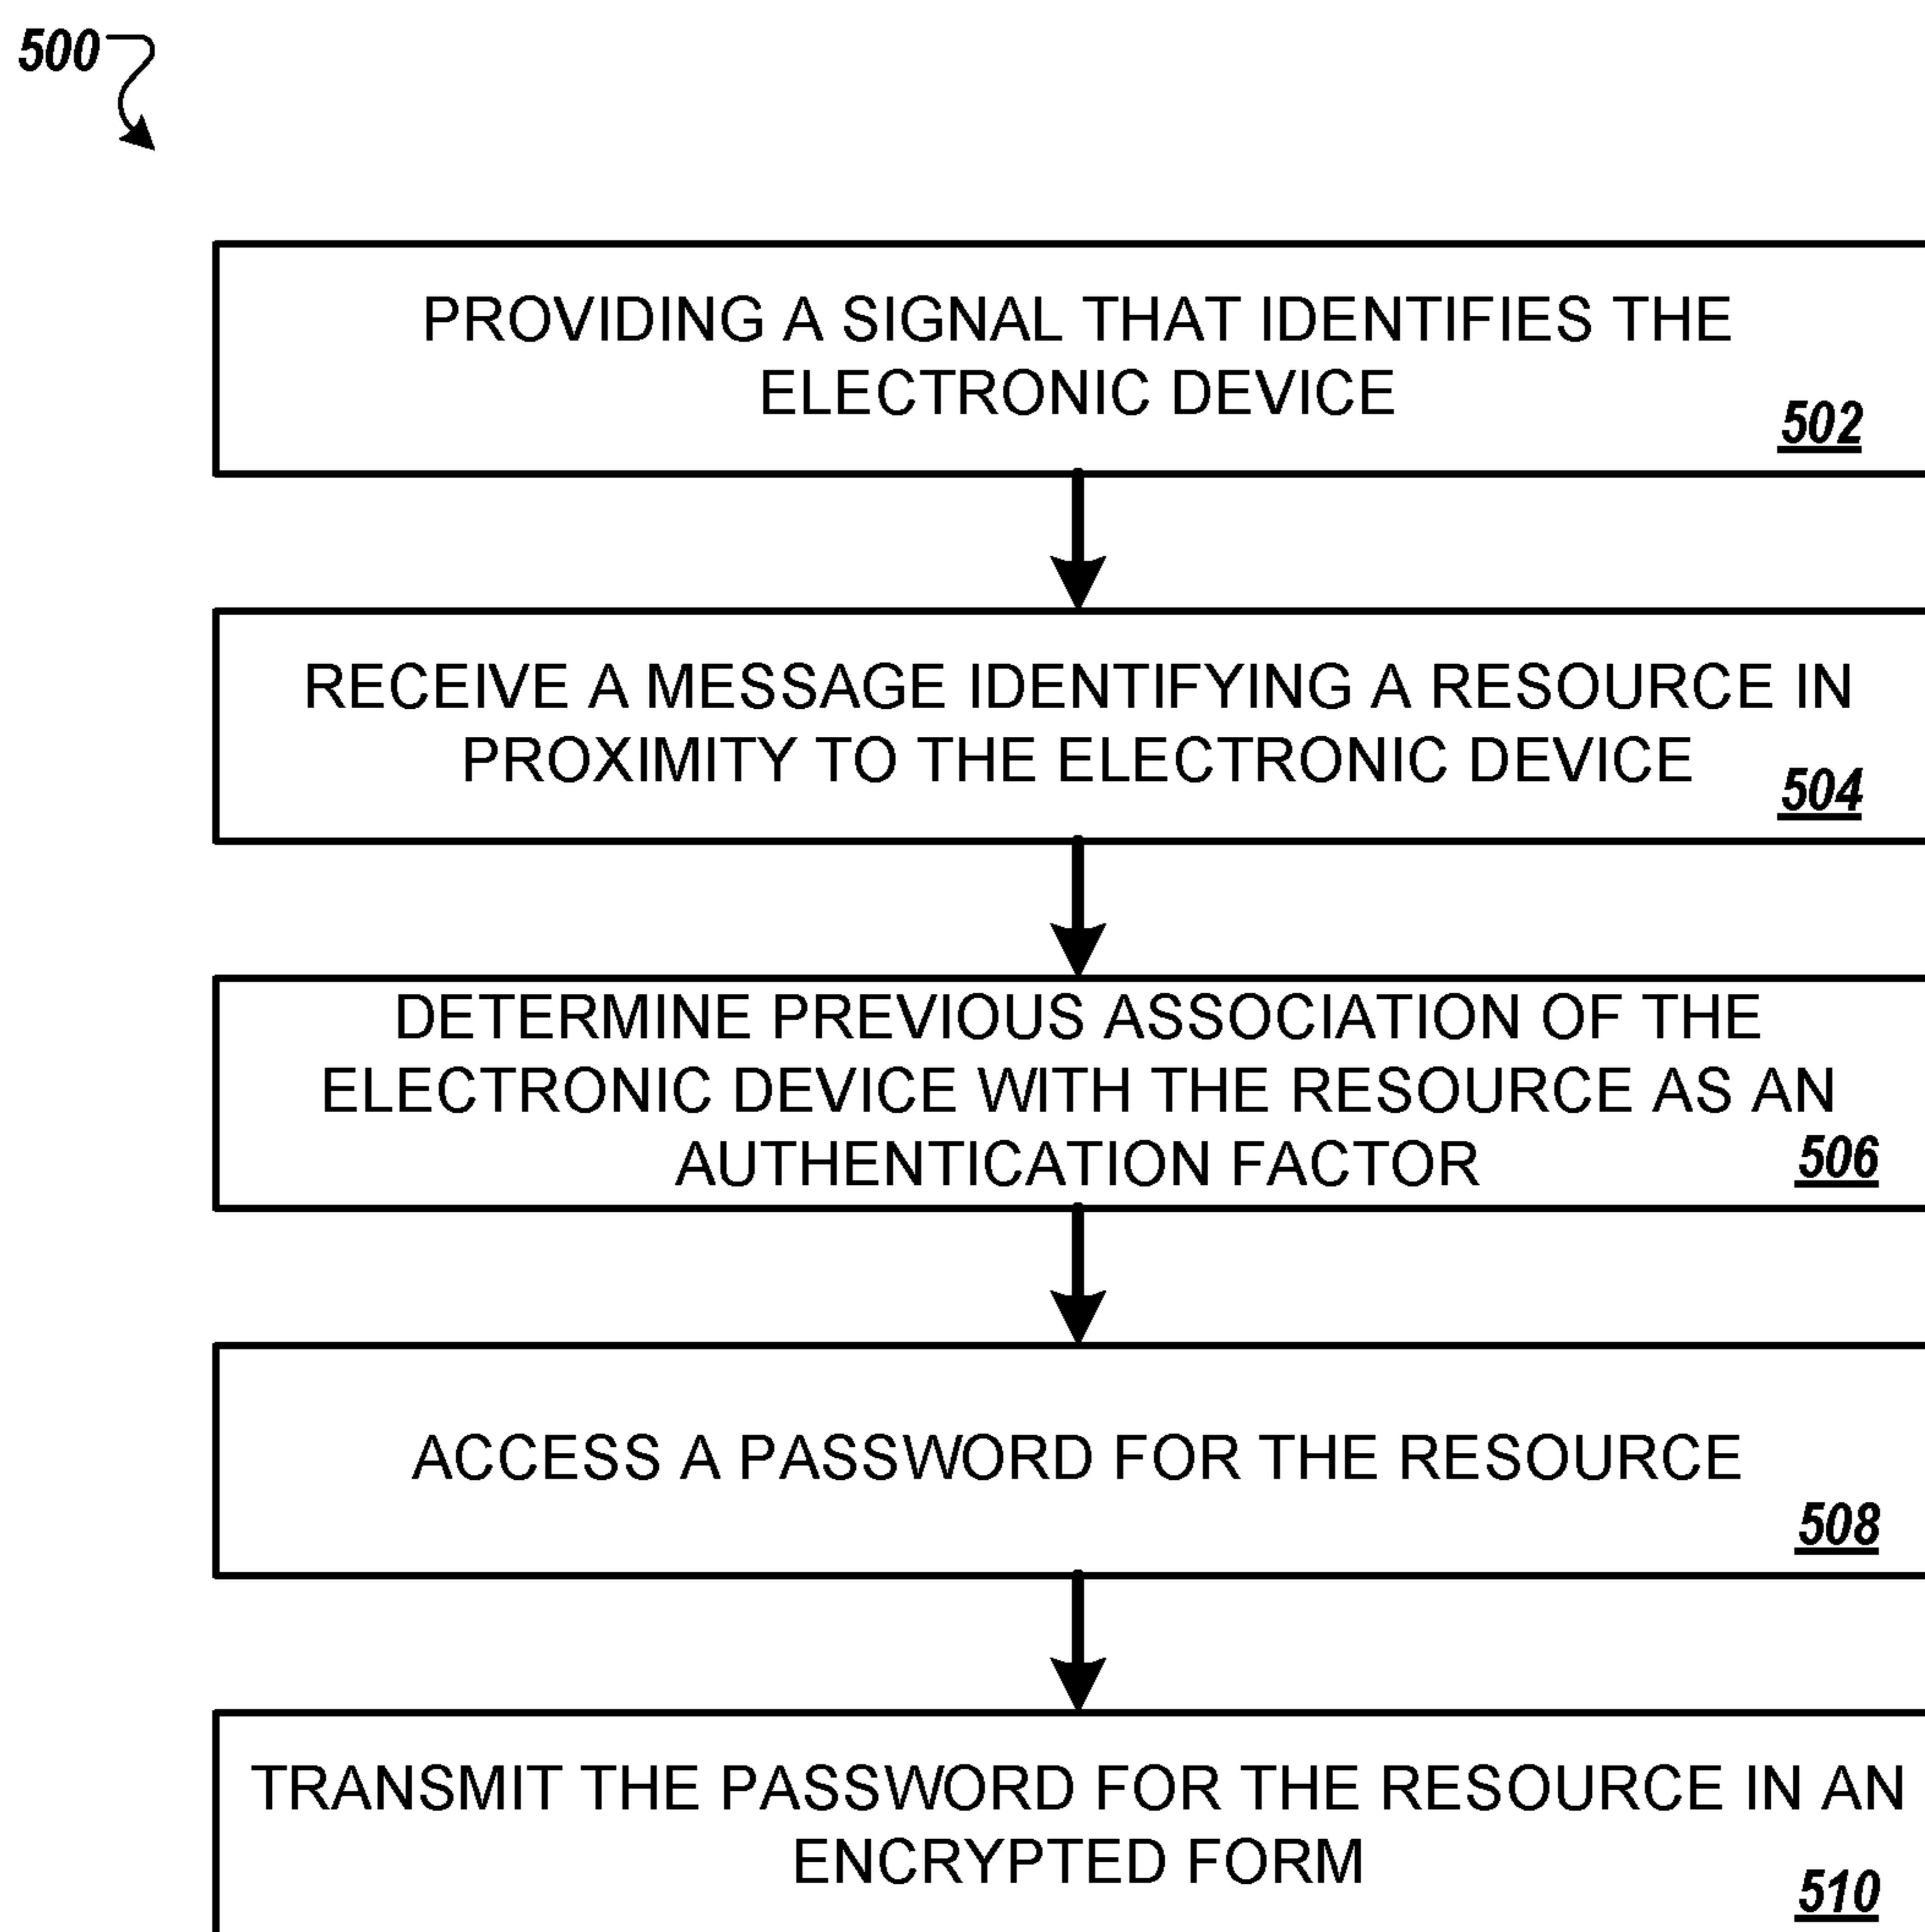 500
PROVIDING A SIGNAL THAT IDENTIFIES THE
ELECTRONIC DEVICE
502
RECEIVE A MESSAGE IDENTIFYING A RESOURCE IN
PROXIMITY TO THE ELECTRONIC DEVICE
504
DETERMINE PREVIOUS ASSOCIATION OF THE
ELECTRONIC DEVICE WITH THE RESOURCE AS AN
AUTHENTICATION FACTOR
506
ACCESS A PASSWORD FOR THE RESOURCE
508
TRANSMIT THE PASSWORD FOR THE RESOURCE IN AN
ENCRYPTED FORM
510